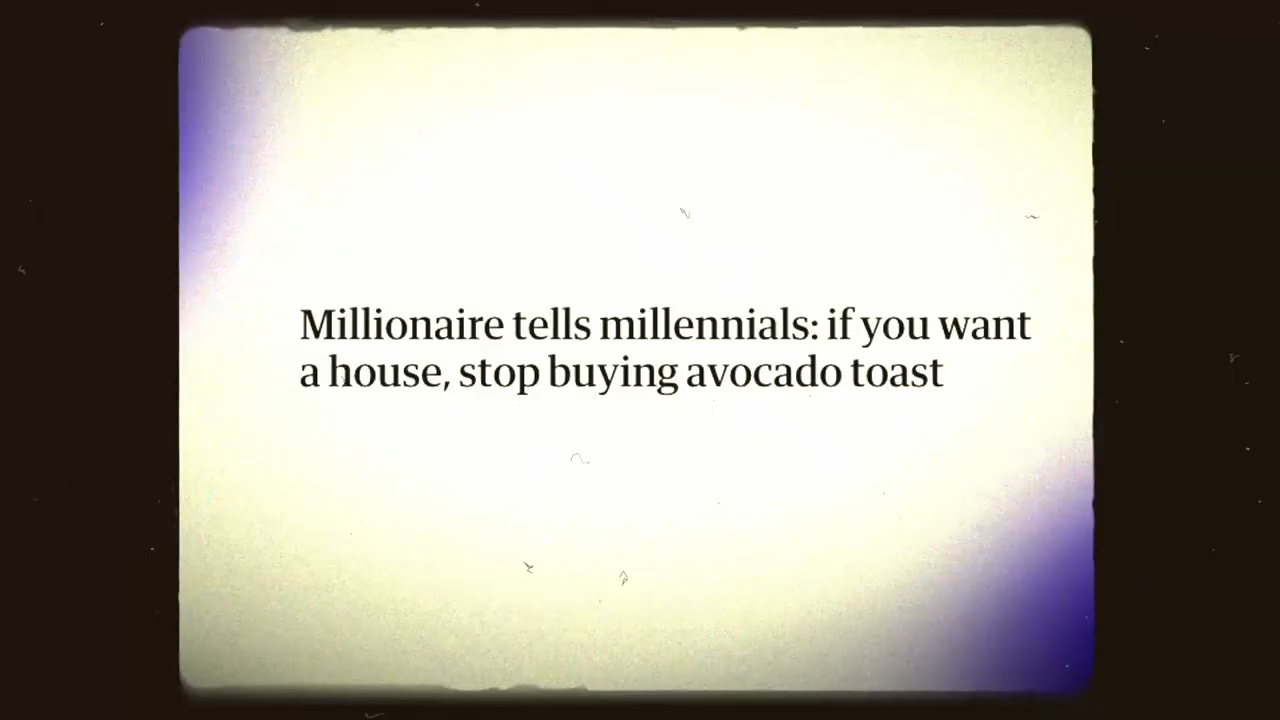 Millionaire tells millennials: if you want
a house, stop buying avocado toast